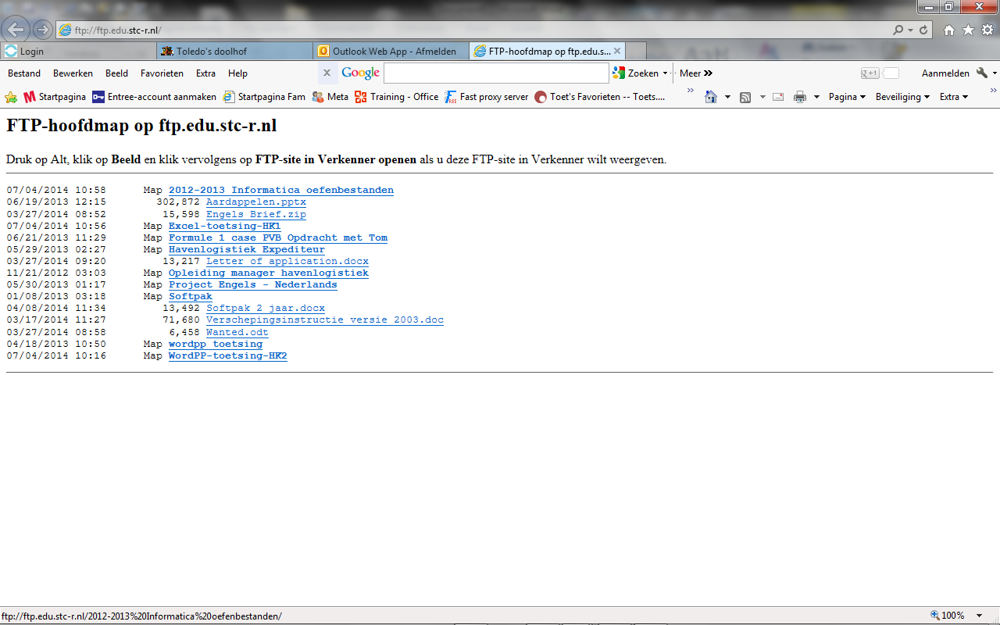 ftp://ftp.edu.stc-r.nl/
Login Toledo's doolhof Outlook Web App - Afmelden FTP-hoofdmap op ftp.edu.s...
Bestand Bewerken Beeld Favorieten Extra Help x Google Zoeken Meer » g +1 Aanmelden
Startpagina Entree-account aanmaken Startpagina Fam Meta Training - Office Fast proxy server Toet's Favorieten -- Toets.... » Pagina Beveiliging Extra »
FTP-hoofdmap op ftp.edu.stc-r.nl
Druk op Alt, klik op Beeld en klik vervolgens op FTP-site in Verkenner openen als u deze FTP-site in Verkenner wilt weergeven.
07/04/2014 10:58 Map 2012-2013 Informatica oefenbestanden
06/19/2013 12:15 302,872 Aardappelen.pptx
03/27/2014 08:52 15,598 Engels Brief.zip
07/04/2014 10:56 Map Excel-toetsing-HK1
06/21/2013 11:29 Map Formule 1 case PVB Opdracht met Tom
05/29/2013 02:27 Map Havenlogistiek Expediteur
03/27/2014 09:20 13,217 Letter of application.docx
11/21/2012 03:03 Map Opleiding manager havenlogistiek
05/30/2013 01:17 Map Project Engels - Nederlands
01/08/2013 03:18 Map Softpak
04/08/2014 11:34 13,492 Softpak 2 jaar.docx
03/17/2014 11:27 71,680 Verschepingsinstructie versie 2003.doc
03/27/2014 08:58 6,458 Wanted.odt
04/18/2013 10:50 Map wordpp toetsing
07/04/2014 10:16 Map WordPP-toetsing-HK2
ftp://ftp.edu.stc-r.nl/2012-2013%20Informatica%20oefenbestanden/ 100%